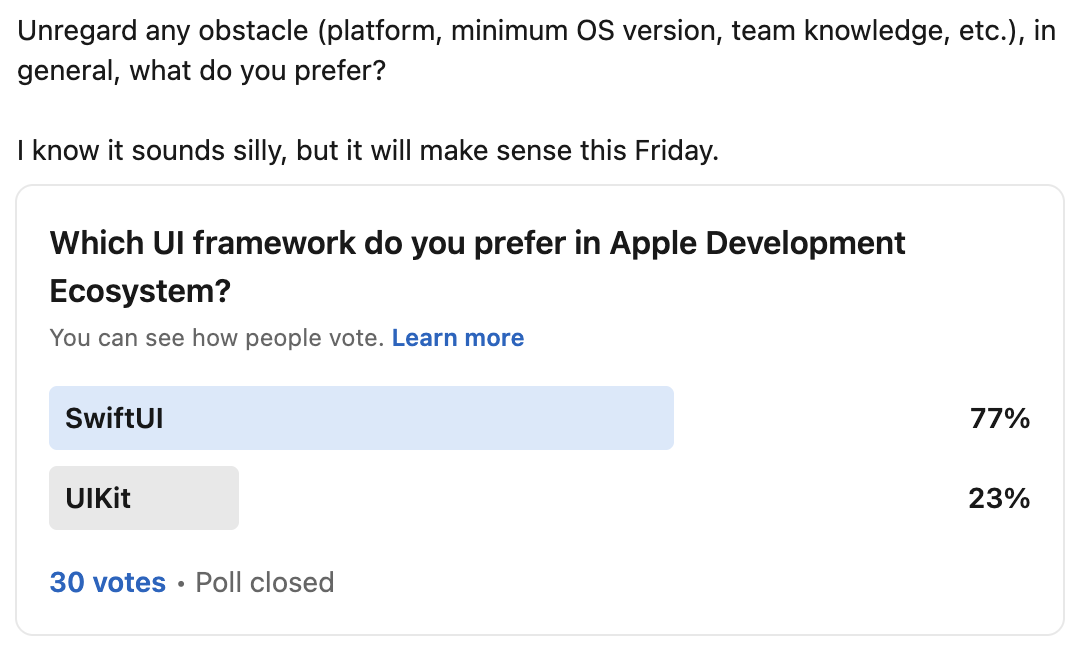 Unregard any obstacle (platform, minimum OS version, team knowledge, etc.), in
general, what do you prefer?
I know it sounds silly, but it will make sense this Friday.
Which UI framework do you prefer in Apple Development
Ecosystem?
You can see how people vote. Learn more
SwiftUI 77%
UIKit 23%
30 votes • Poll closed